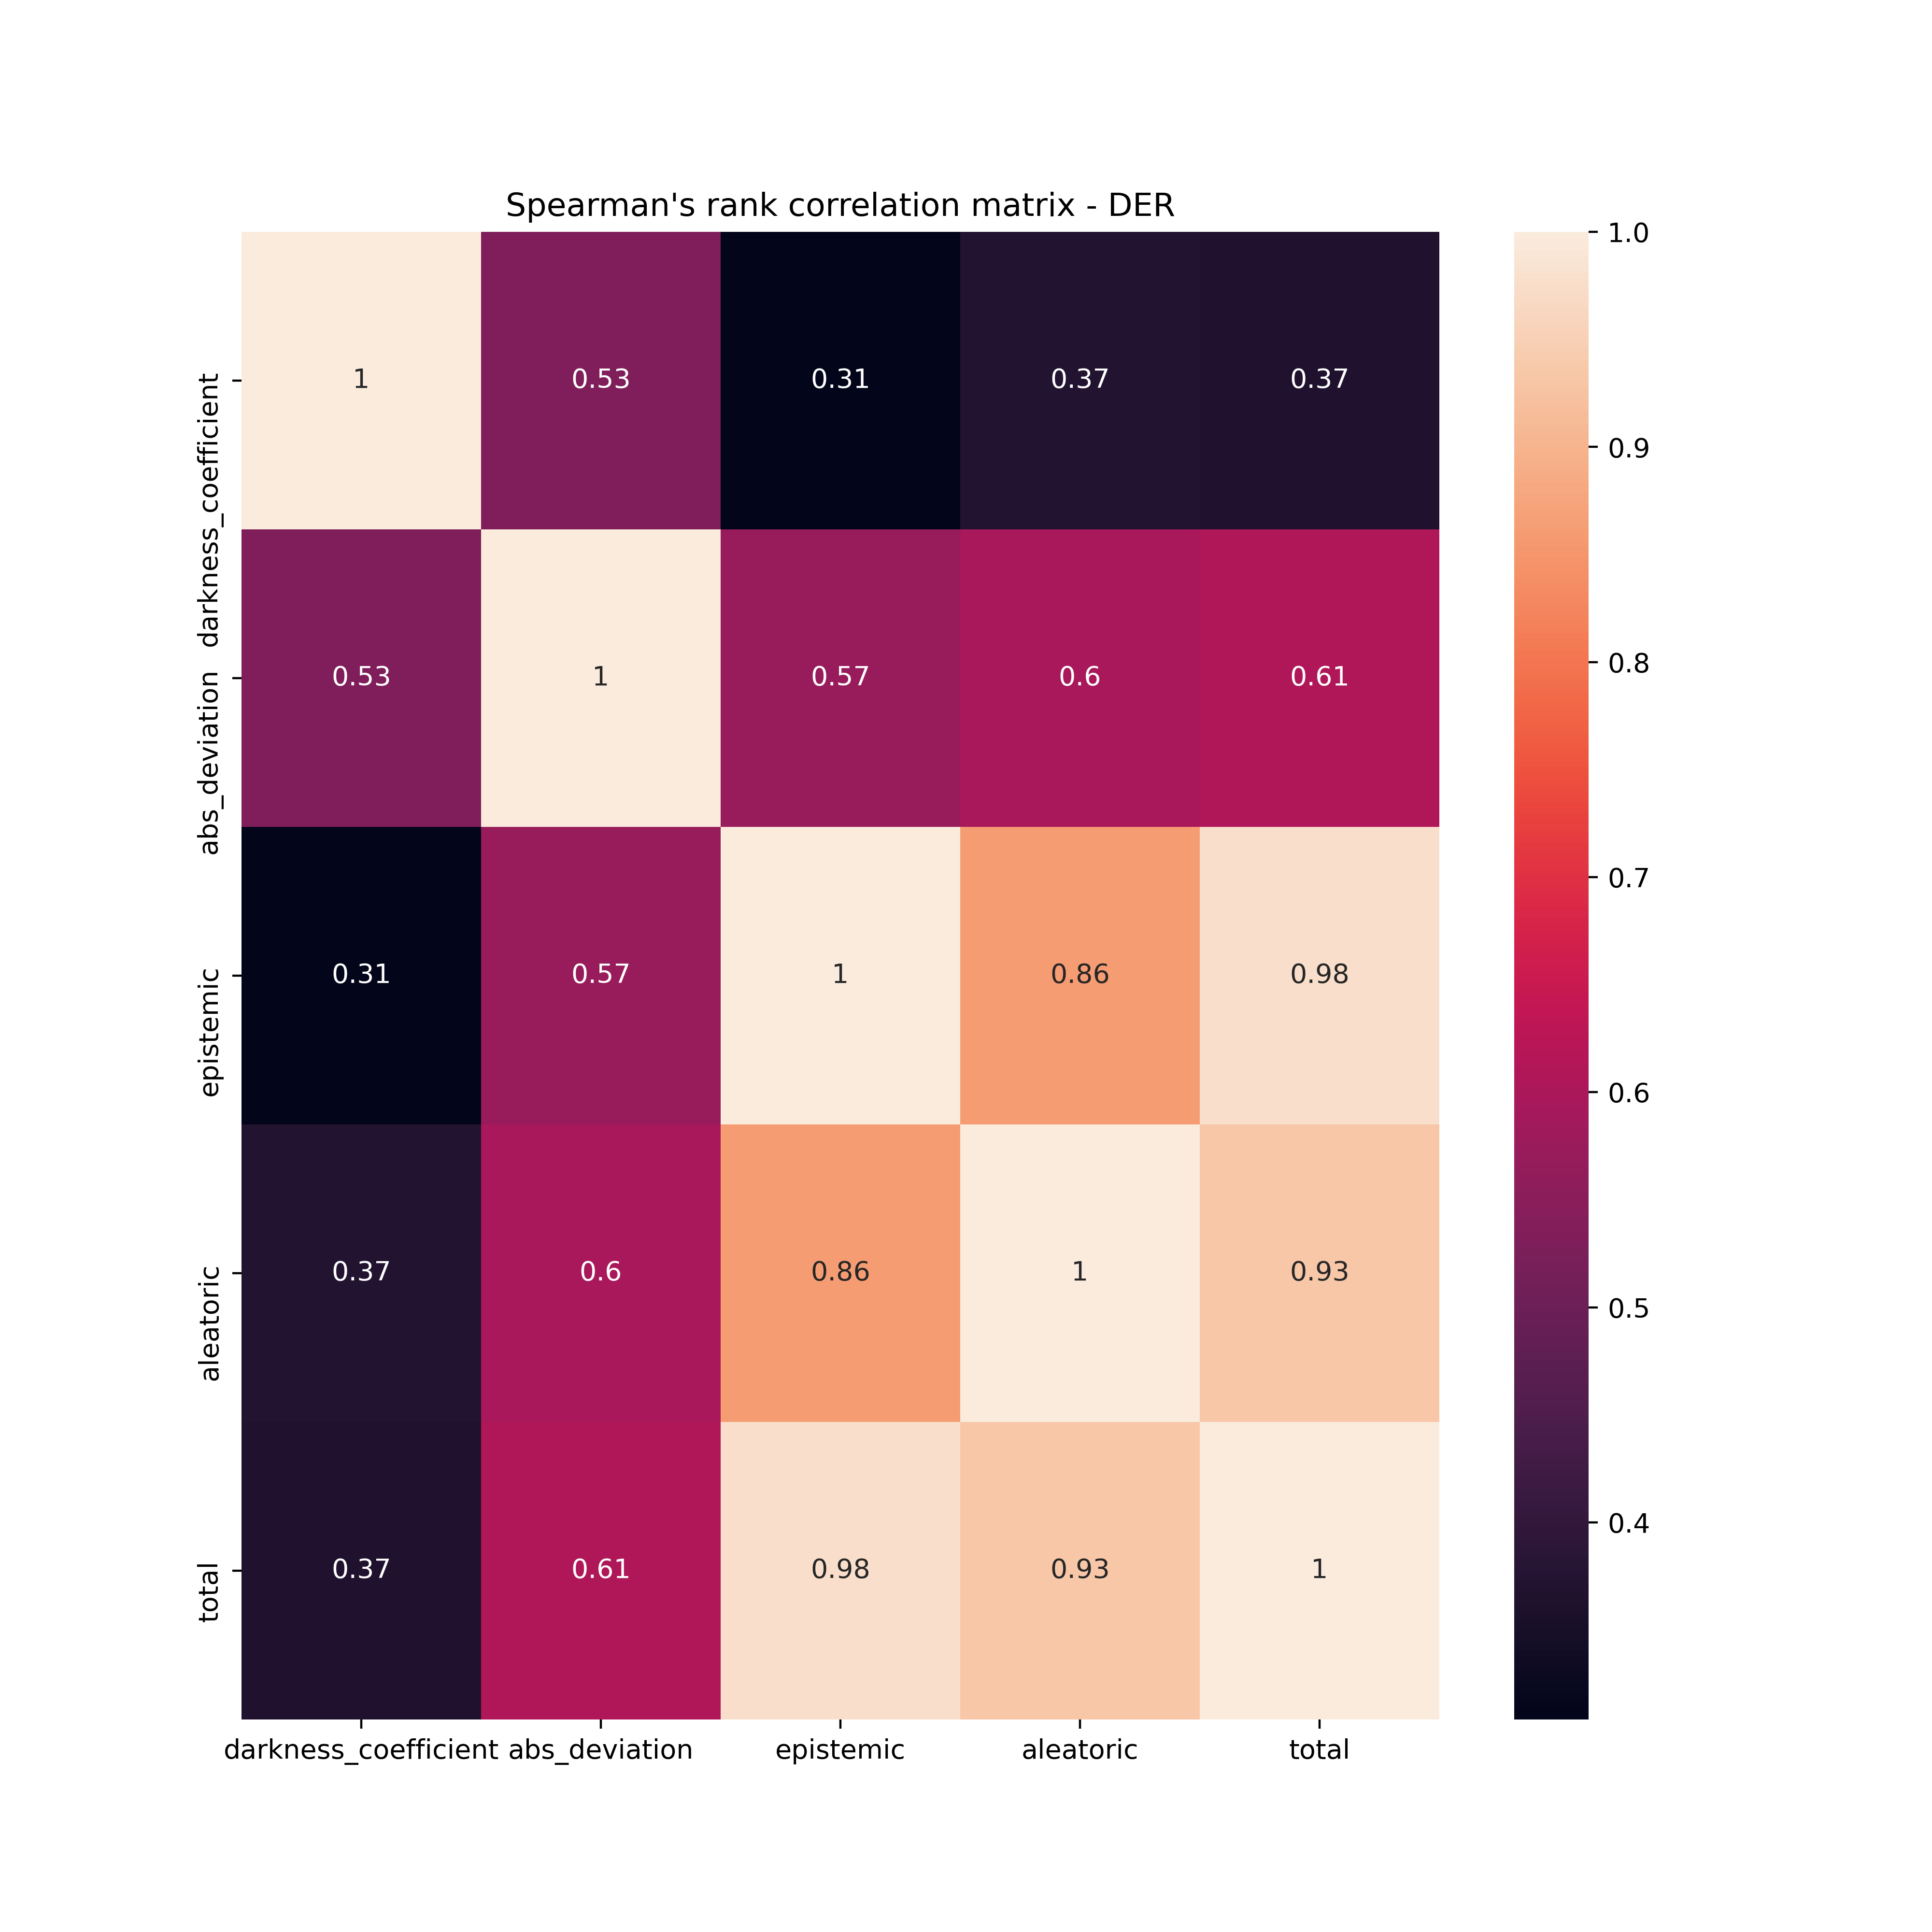 Spearman's rank correlation matrix - DER
darkness_coefficient
1 0.53 0.31 0.37 0.37
abs_deviation
0.53 1 0.57 0.6 0.61
epistemic
0.31 0.57 1 0.86 0.98
aleatoric
0.37 0.6 0.86 1 0.93
total
0.37 0.61 0.98 0.93 1
darkness_coefficient abs_deviation epistemic aleatoric total
1.0
0.9
0.8
0.7
0.6
0.5
0.4